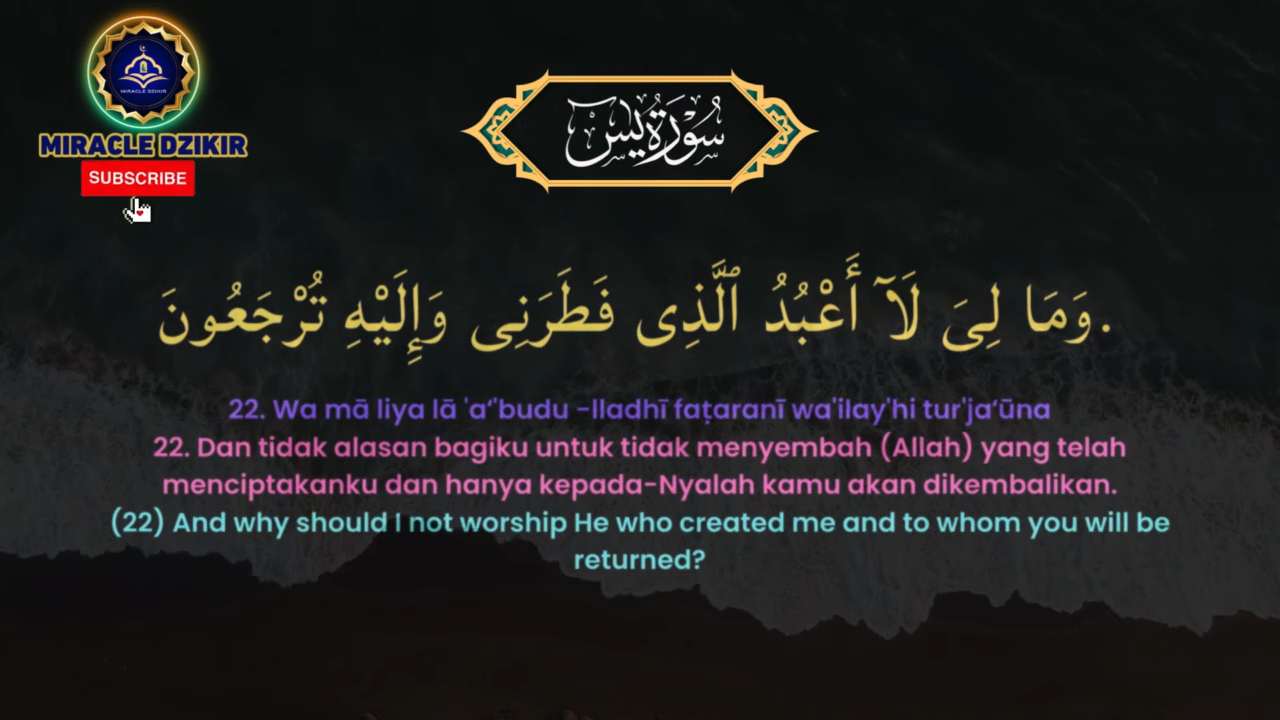 MIRACLE DZIKIR
MIRACLE DZIKIR
SUBSCRIBE
سُوْرَةُ يٰسٓ
وَمَا لِىَ لَآ أَعْبُدُ ٱلَّذِى فَطَرَنِى وَإِلَيْهِ تُرْجَعُونَ.
22. Wa mā liya lā 'a‘'budu -lladhī faṭaranī wa'ilay'hi tur'ja‘ūna
22. Dan tidak alasan bagiku untuk tidak menyembah (Allah) yang telah
menciptakanku dan hanya kepada-Nyalah kamu akan dikembalikan.
(22) And why should I not worship He who created me and to whom you will be
returned?